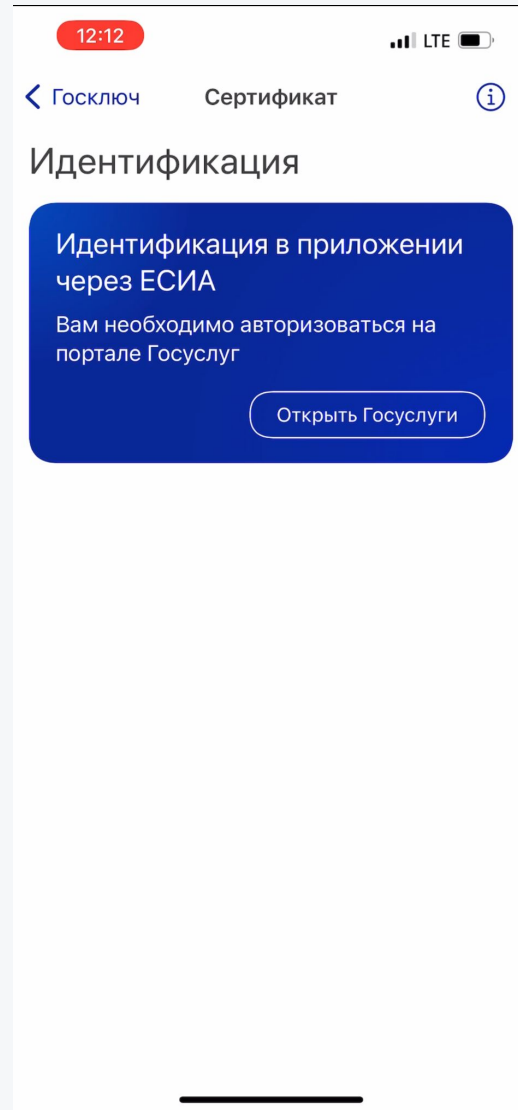 12:12 LTE
Госключ Сертификат
Идентификация
Идентификация в приложении
через ЕСИА
Вам необходимо авторизоваться на
портале Госуслуг
Открыть Госуслуги